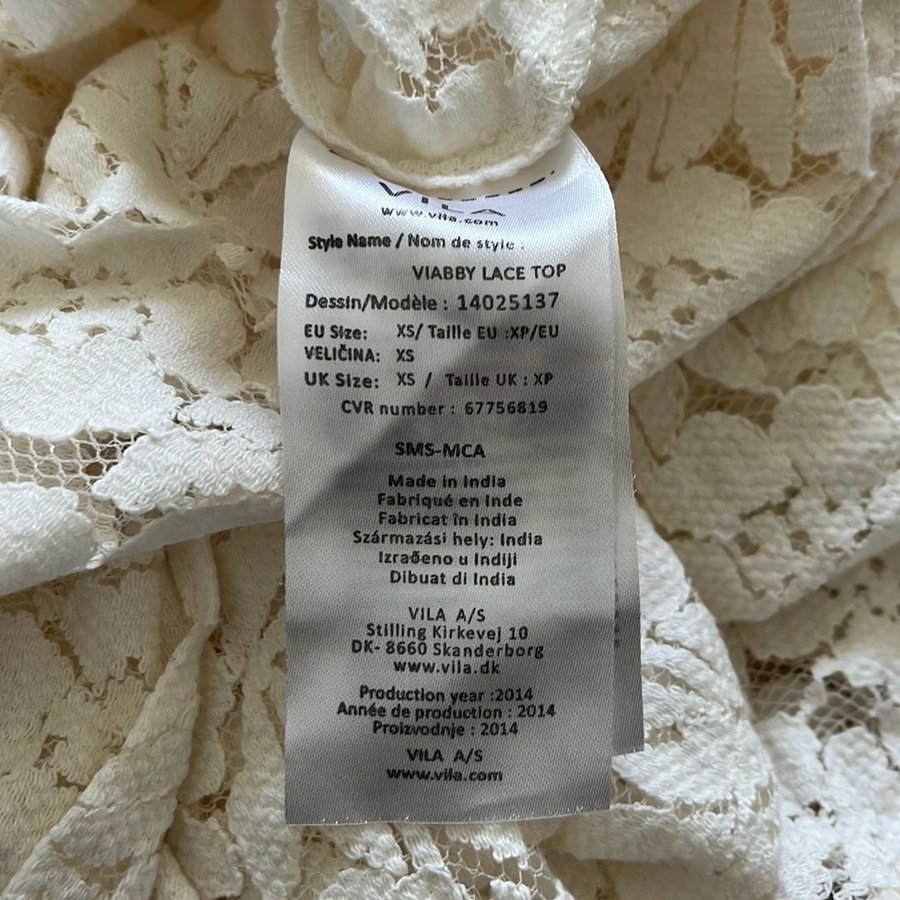 VILA
www.vila.com
Style Name / Nom de style :
VIABBY LACE TOP
Dessin/Modèle : 14025137
EU Size: XS/ Taille EU :XP/EU
VELIČINA: XS
UK Size: XS / Taille UK : XP
CVR number : 67756819
SMS-MCA
Made in India
Fabriqué en Inde
Fabricat în India
Származási hely: India
Izrađeno u Indiji
Dibuat di India
VILA A/S
Stilling Kirkevej 10
DK- 8660 Skanderborg
www.vila.dk
Production year :2014
Année de production : 2014
Proizvodnje : 2014
VILA A/S
www.vila.com